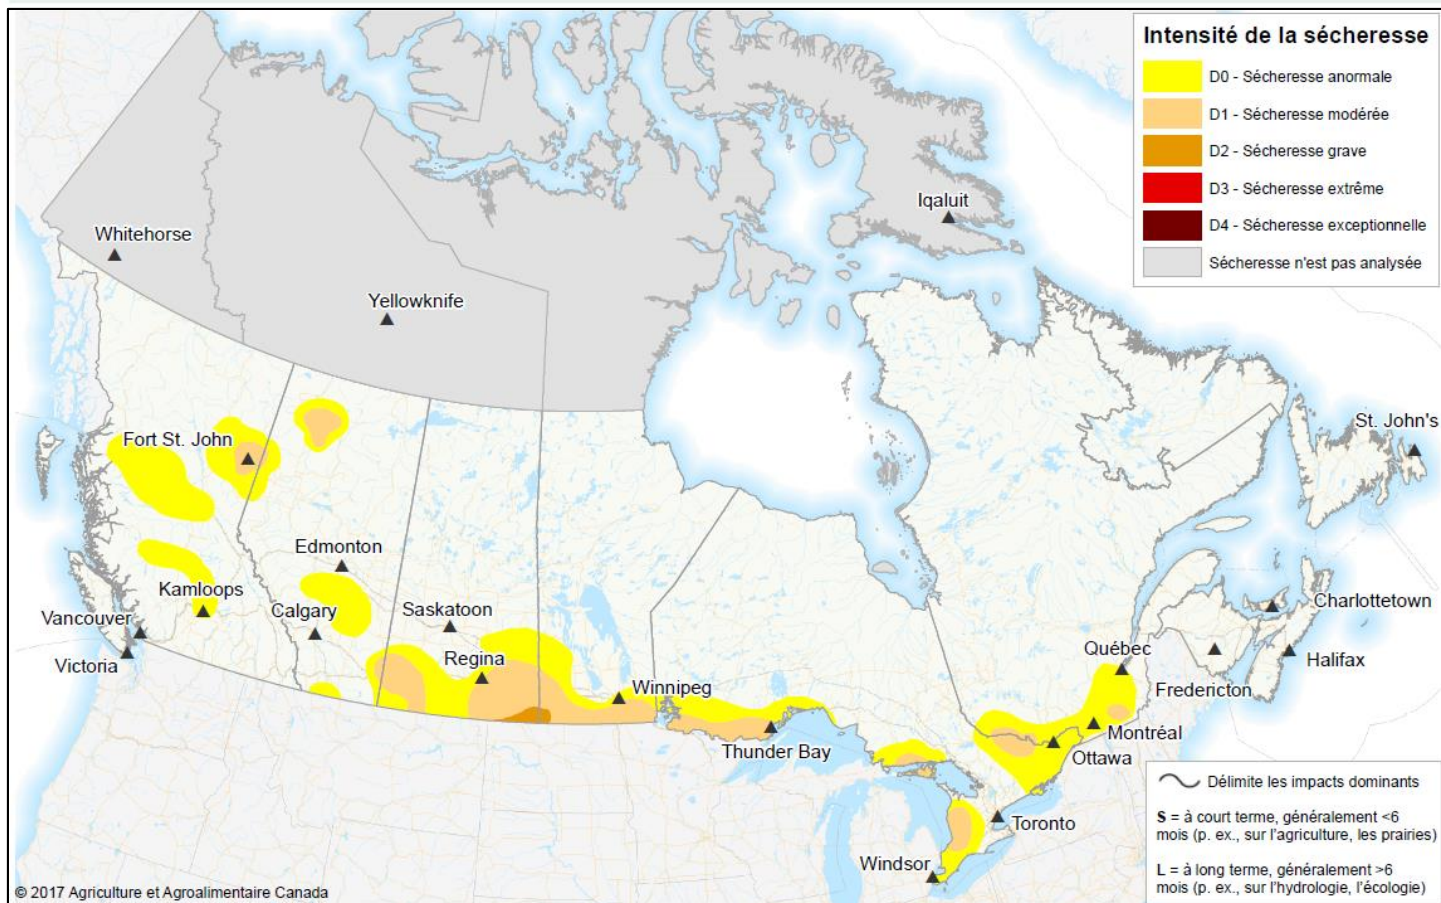 Intensité de la sécheresse
D0 - Sécheresse anormale
D1 - Sécheresse modérée
D2 - Sécheresse grave
D3 - Sécheresse extrême
D4 - Sécheresse exceptionnelle
Sécheresse n'est pas analysée
Iqaluit
Whitehorse
Yellowknife
Fort St. John
St. John's
Edmonton
Kamloops
Calgary
Saskatoon
Vancouver
Victoria
Regina
Winnipeg
Thunder Bay
Charlottetown
Québec
Halifax
Fredericton
Montréal
Ottawa
Toronto
Windsor
Délimite les impacts dominants
S = à court terme, généralement <6
mois (p. ex., sur l'agriculture, les prairies)
L = à long terme, généralement >6
mois (p. ex., sur l'hydrologie, l'écologie)
© 2017 Agriculture et Agroalimentaire Canada